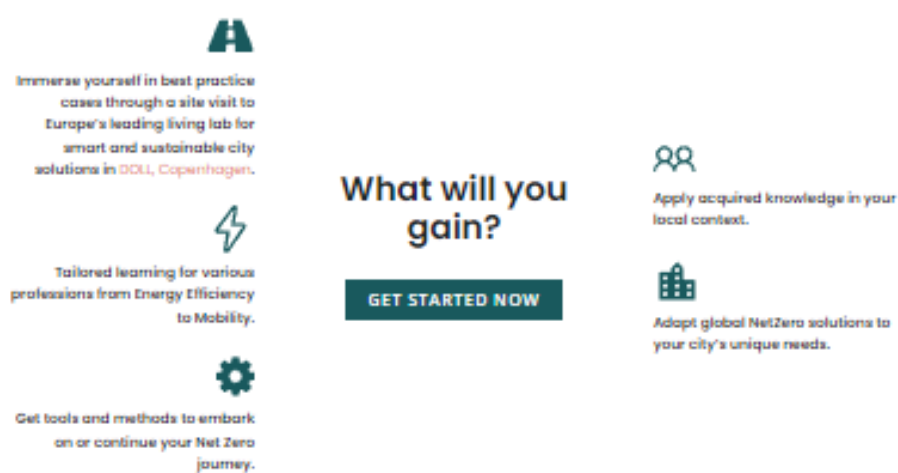 Immerse yourself in best practice
cases through a site visit to
Europe's leading living lab for
smart and sustainable city
solutions in DOLL, Copenhagen.
Tailored learning for various
professions from Energy Efficiency
to Mobility.
Get tools and methods to embark
on or continue your Net Zero
journey.
What will you
gain?
GET STARTED NOW
Apply acquired knowledge in your
local context.
Adapt global NetZero solutions to
your city's unique needs.